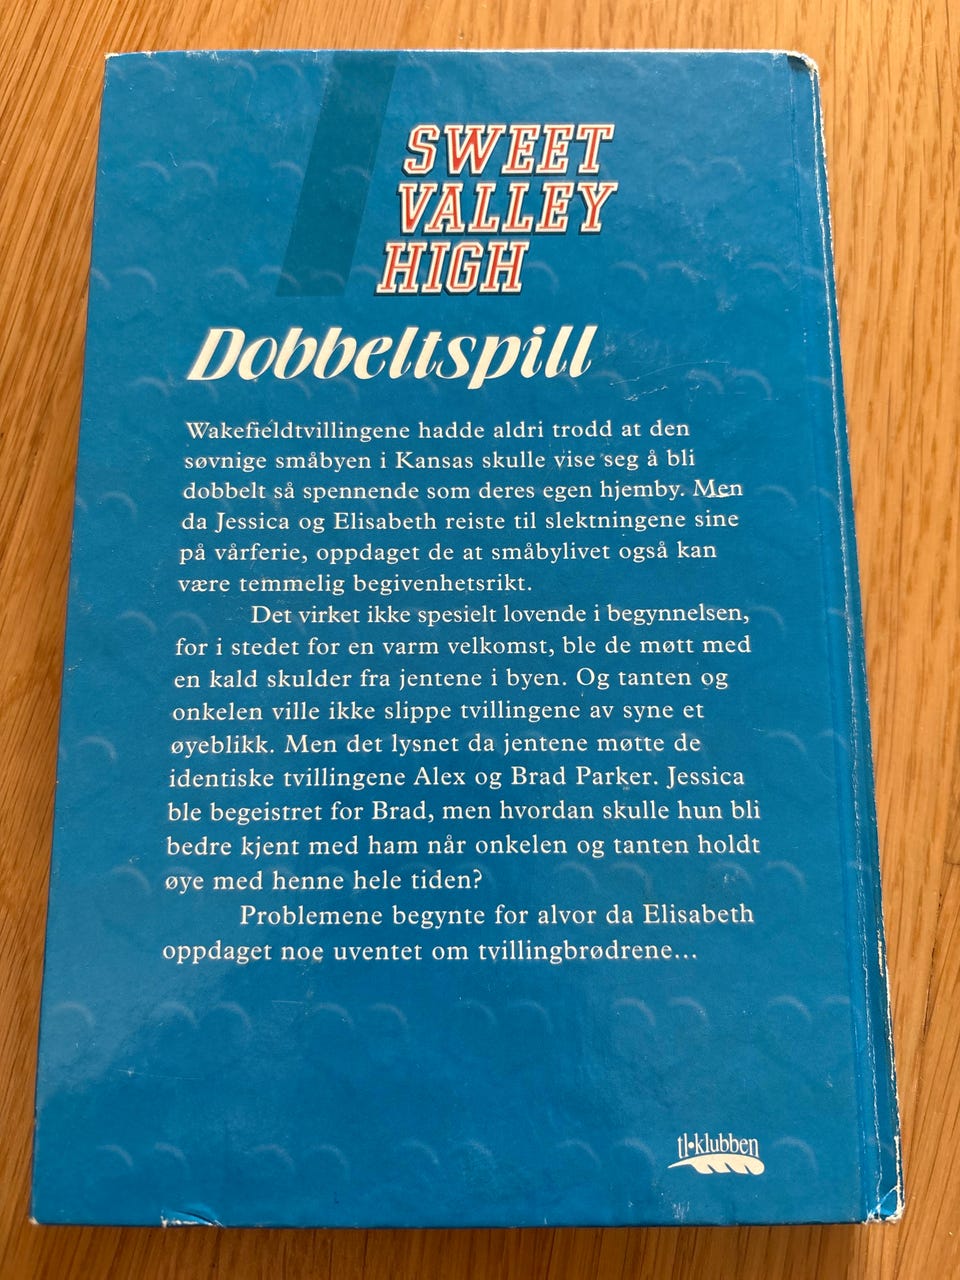 SWEET
VALLEY
HIGH
Dobbeltspill
Wakefieldtvillingene hadde aldri trodd at den
søvnige småbyen i Kansas skulle vise seg å bli
dobbelt så spennende som deres egen hjemby. Men
da Jessica og Elisabeth reiste til slektningene sine
på vårferie, oppdaget de at småbylivet også kan
være temmelig begivenhetsrikt.
Det virket ikke spesielt lovende i begynnelsen,
for i stedet for en varm velkomst, ble de møtt med
en kald skulder fra jentene i byen. Og tanten og
onkelen ville ikke slippe tvillingene av syne et
øyeblikk. Men det lysnet da jentene møtte de
identiske tvillingene Alex og Brad Parker. Jessica
ble begeistret for Brad, men hvordan skulle hun bli
bedre kjent med ham når onkelen og tanten holdt
øye med henne hele tiden?
Problemene begynte for alvor da Elisabeth
oppdaget noe uventet om tvillingbrødrene...
tl•klubben